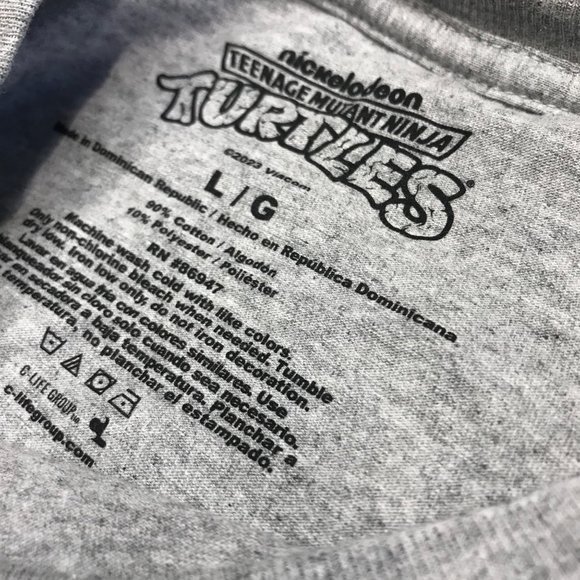 nickelodeon
TEENAGE MUTANT NINJA
TURTLES®
©2023 Viacom
L / G
Made in Dominican Republic / Hecho en República Dominicana
90% Cotton / Algodón
10% Polyester / Poliéster
RN #86947
Machine wash cold with like colors.
Only non-chlorine bleach when needed. Tumble
dry low. Iron low only, do not iron decoration.
Lavar en agua fría con colores similares. Use
sin cloro solo cuando sea necesario.
en secadora a baja temperatura. Planchar a
temperatura, no planchar el estampado.
C-LIFE GROUP
c-lifegroup.com